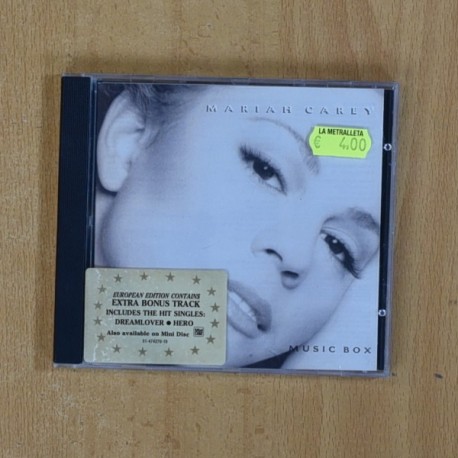 MARIAH CAREY
LA METRALLETA
€ 4,00
EUROPEAN EDITION CONTAINS
EXTRA BONUS TRACK
INCLUDES THE HIT SINGLES:
DREAMLOVER ● HERO
Also available on Mini Disc
MUSIC BOX